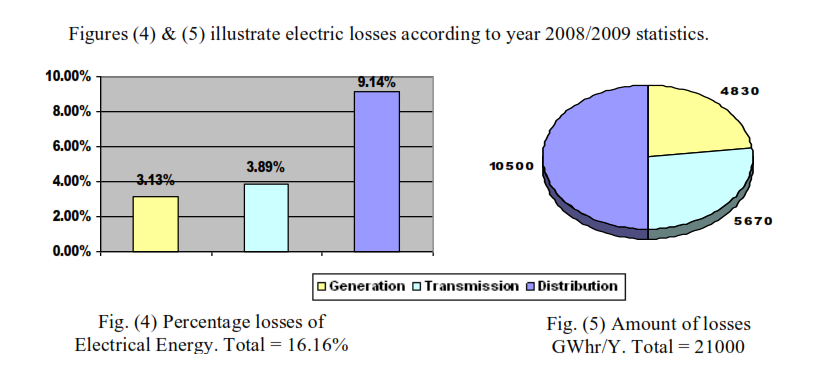 Figures (4) & (5) illustrate electric losses according to year 2008/2009 statistics.
10.00%
8.00%
6.00%
4.00%
2.00%
0.00%
3.13%
3.89%
9.14%
4830
10500
5670
Generation Transmission Distribution
Fig. (4) Percentage losses of
Electrical Energy. Total = 16.16%
Fig. (5) Amount of losses
GWhr/Y. Total = 21000